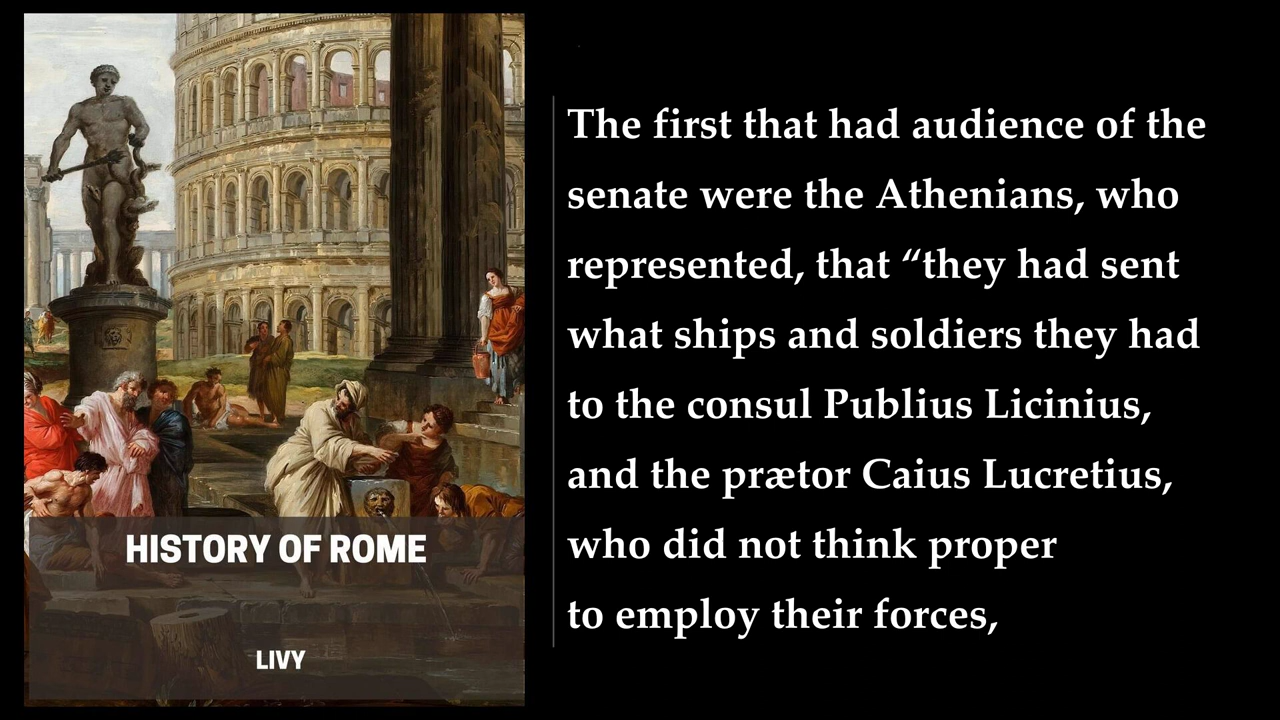 HISTORY OF ROME
LIVY
The first that had audience of the
senate were the Athenians, who
represented, that “they had sent
what ships and soldiers they had
to the consul Publius Licinius,
and the prætor Caius Lucretius,
who did not think proper
to employ their forces,